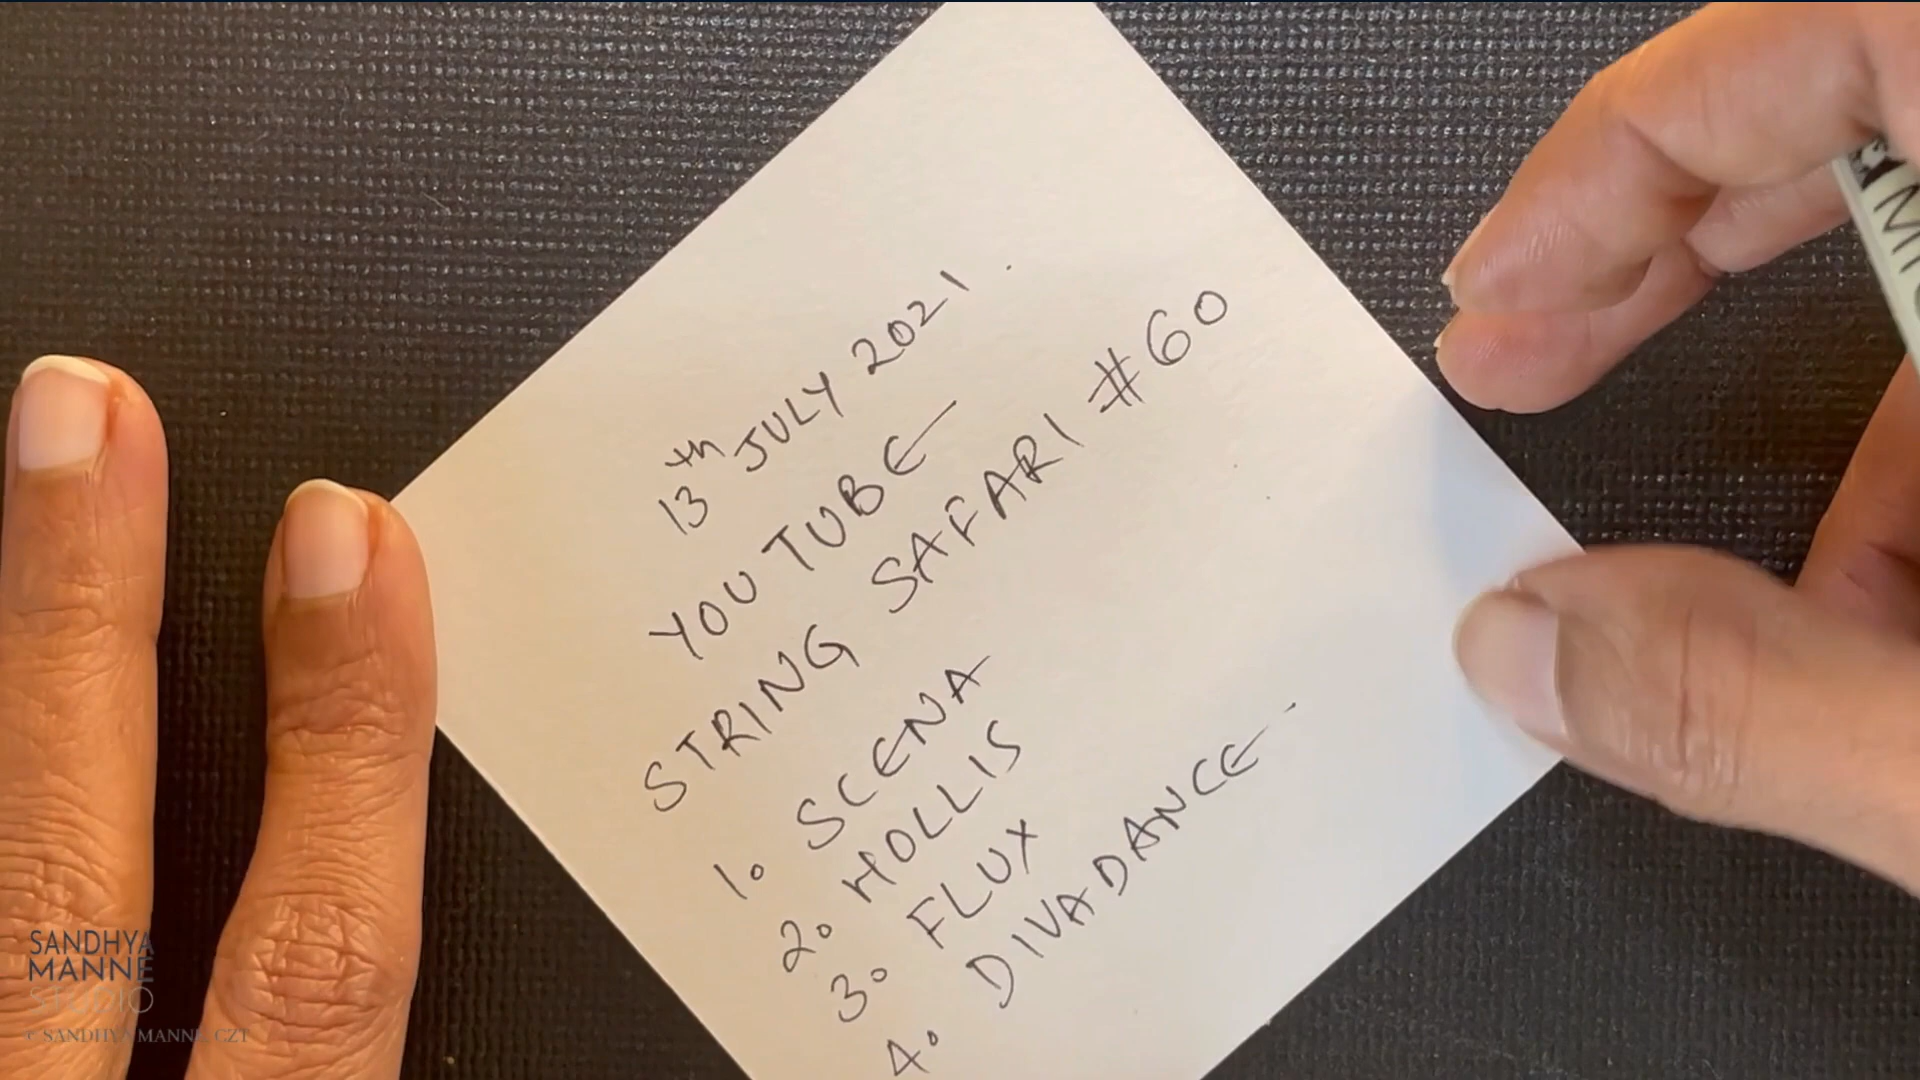 13th JULY 2021
YOUTUBE
STRING SAFARI #60
1. SCENA
2. HOLLIS
3. FLUX
4. DIVADANCE
SANDHYA
MANNE
STUDIO
© SANDHYA MANNE, CZT